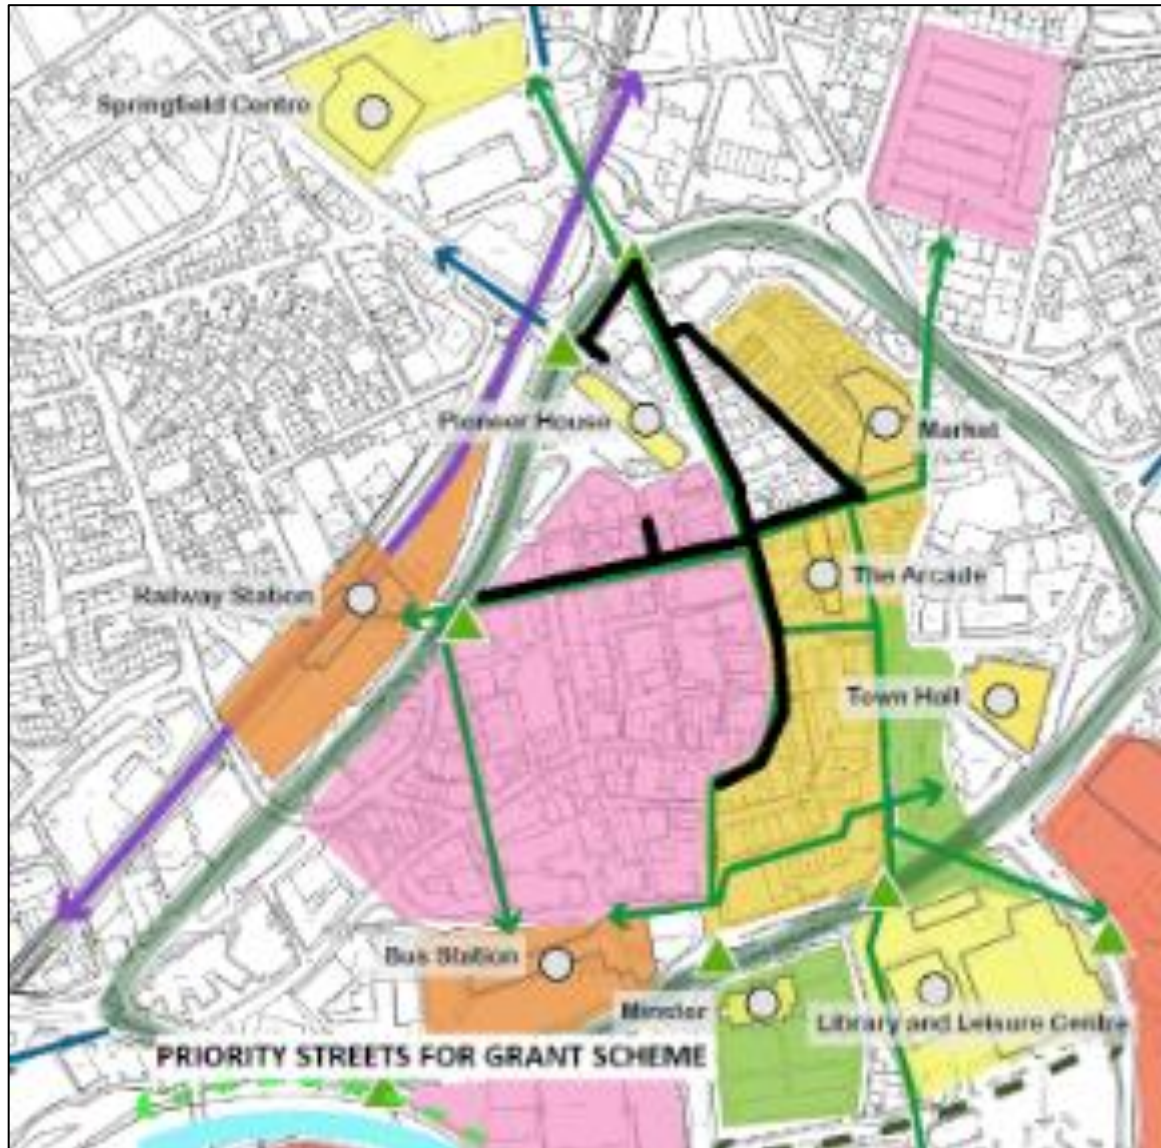 Springfield Centre
Pioneer House
Market
Railway Station
The Arcade
Town Hall
Bus Station
Minster
Library and Leisure Centre
PRIORITY STREETS FOR GRANT SCHEME